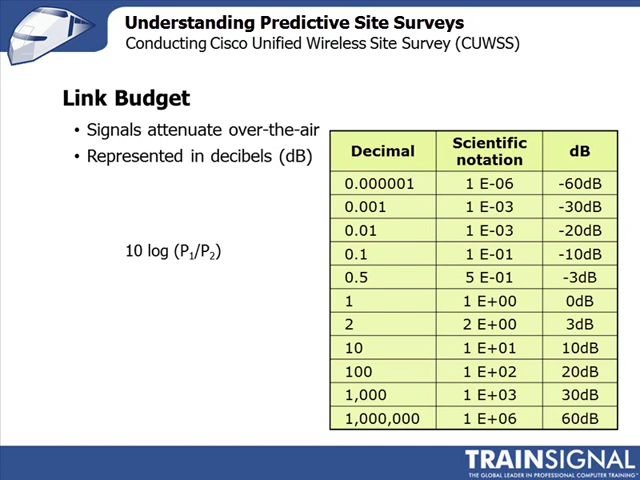 Understanding Predictive Site Surveys
Conducting Cisco Unified Wireless Site Survey (CUWSS)
Link Budget
• Signals attenuate over-the-air
• Represented in decibels (dB)
10 log (P1/P2)
Decimal Scientific notation dB
0.000001 1 E-06 -60dB
0.001 1 E-03 -30dB
0.01 1 E-03 -20dB
0.1 1 E-01 -10dB
0.5 5 E-01 -3dB
1 1 E+00 0dB
2 2 E+00 3dB
10 1 E+01 10dB
100 1 E+02 20dB
1,000 1 E+03 30dB
1,000,000 1 E+06 60dB
TRAINSIGNAL
THE GLOBAL LEADER IN PROFESSIONAL COMPUTER TRAINING